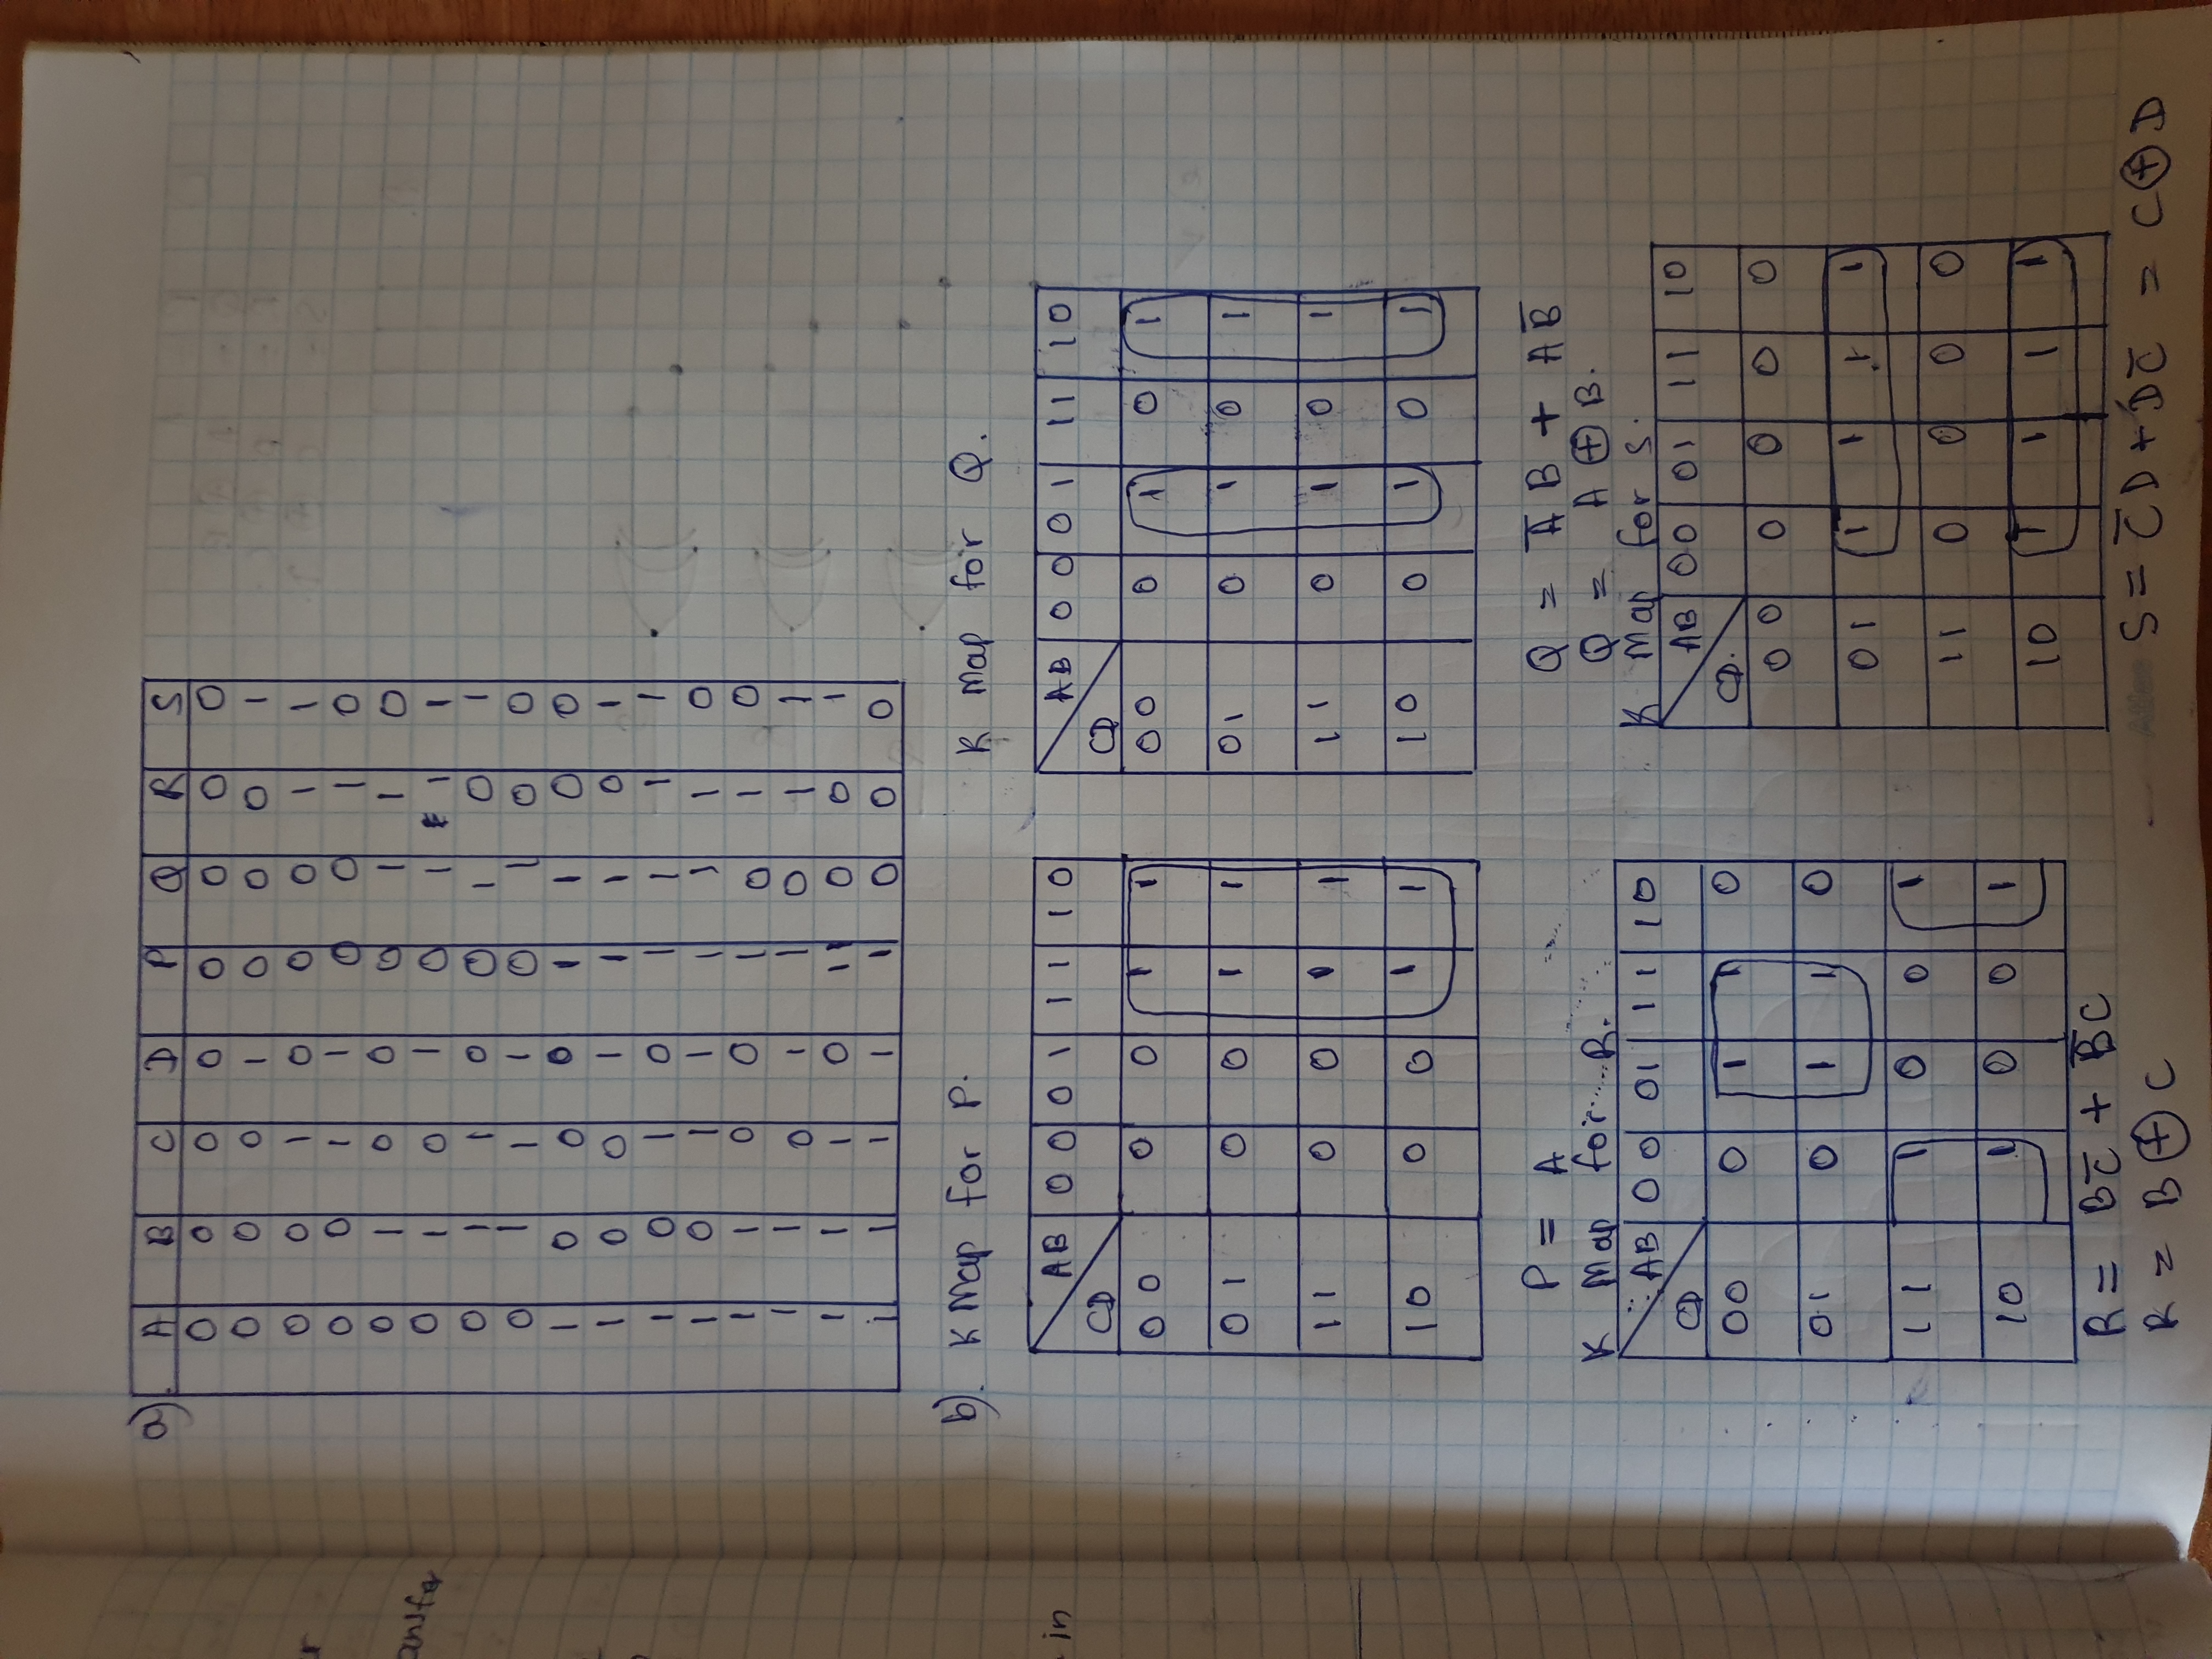 r
ansfer
in
a). A B C D P Q R S
0 0 0 0 0 0 0 0
0 0 0 1 0 0 0 1
0 0 1 0 0 0 1 1
0 0 1 1 0 0 1 0
0 1 0 0 0 1 1 0
0 1 0 1 0 1 1 1
0 1 1 0 0 1 0 1
0 1 1 1 0 1 0 0
1 0 0 0 1 1 0 0
1 0 0 1 1 1 0 1
1 0 1 0 1 1 1 1
1 0 1 1 1 1 1 0
1 1 0 0 1 0 1 0
1 1 0 1 1 0 1 1
1 1 1 0 1 0 0 1
1 1 1 1 1 0 0 0
b). K Map for P.
AB 00 01 11 10
CD
00 0 0 1 1
01 0 0 1 1
11 0 0 1 1
10 0 0 1 1
P = A
K Map for Q.
AB 00 01 11 10
CD
00 0 1 0 1
01 0 1 0 1
11 0 1 0 1
10 0 1 0 1
Q = A̅ B + A B̅
Q = A ⊕ B.
K Map for R.
AB 00 01 11 10
CD
00 0 1 1 0
01 0 1 1 0
11 1 0 0 1
10 1 0 0 1
R = B C̅ + B̅ C
R = B ⊕ C
K Map for S.
AB 00 01 11 10
CD.
00 0 0 0 0
01 1 1 1 1
11 0 0 0 0
10 1 1 1 1
S = C̅ D + D C̅ = C ⊕ D